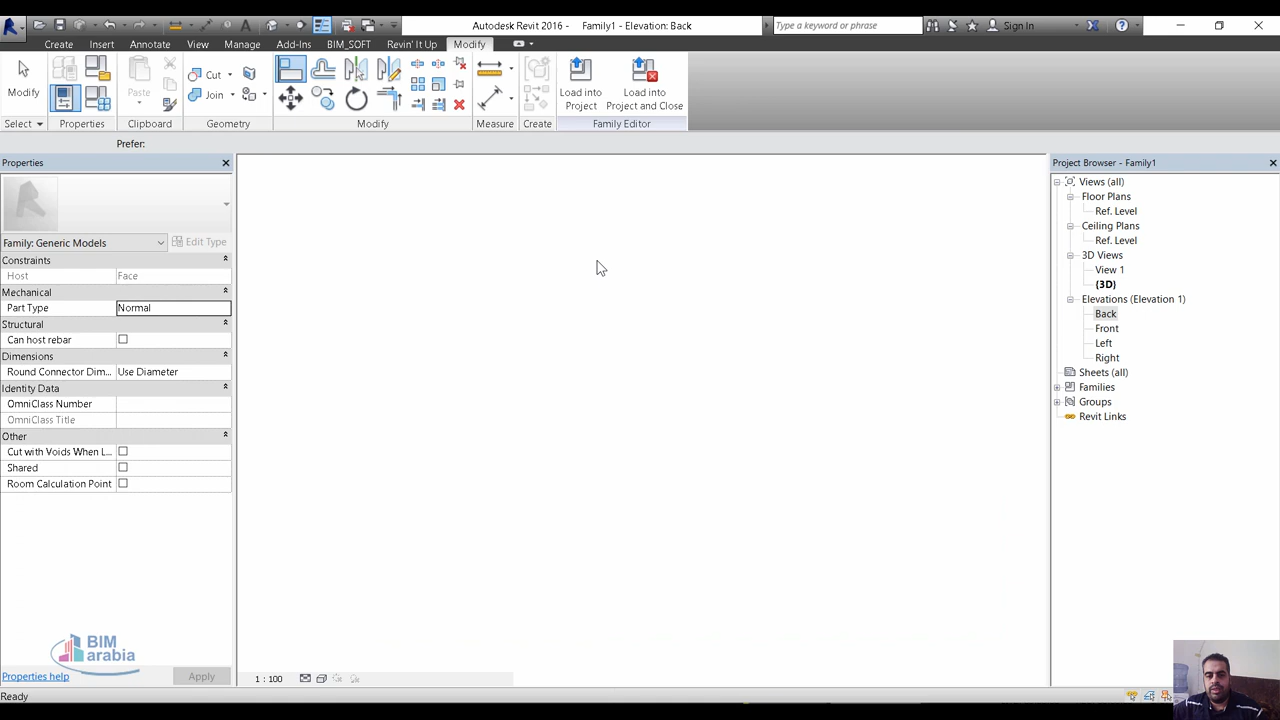 Autodesk Revit 2016 - Family1 - Elevation: Back
Type a keyword or phrase
Sign In
Create Insert Annotate View Manage Add-Ins BIM_SOFT Revin' It Up Modify
Modify
Paste
Cut
Join
Load into Project
Load into Project and Close
Select Properties Clipboard Geometry Modify Measure Create Family Editor
Prefer:
Properties
Family: Generic Models
Edit Type
Constraints
Host Face
Mechanical
Part Type Normal
Structural
Can host rebar
Dimensions
Round Connector Dim... Use Diameter
Identity Data
OmniClass Number
OmniClass Title
Other
Cut with Voids When L...
Shared
Room Calculation Point
BIM
arabia
Properties help
Apply
1 : 100
Ready
Project Browser - Family1
Views (all)
Floor Plans
Ref. Level
Ceiling Plans
Ref. Level
3D Views
View 1
(3D)
Elevations (Elevation 1)
Back
Front
Left
Right
Sheets (all)
Families
Groups
Revit Links